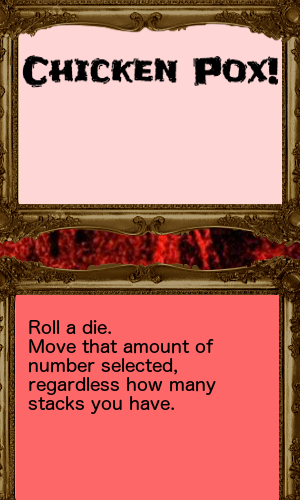 Chicken Pox!
Roll a die.
Move that amount of
number selected,
regardless how many
stacks you have.